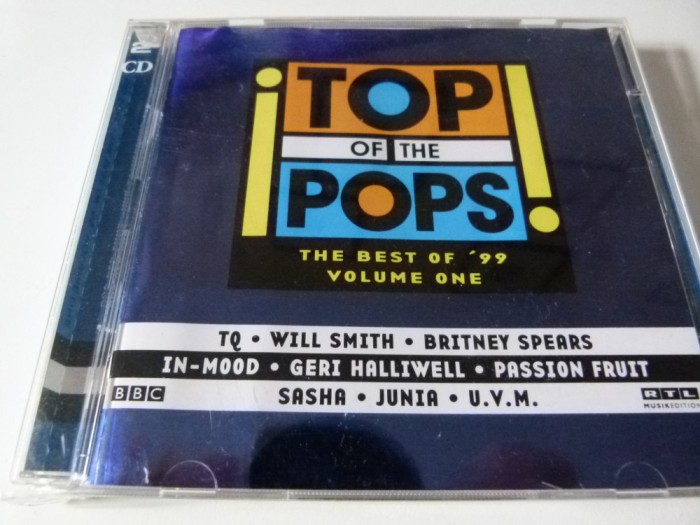 2
CD
¡TOP!
OF THE
POPS
THE BEST OF '99
VOLUME ONE
TQ • WILL SMITH • BRITNEY SPEARS
IN-MOOD • GERI HALLIWELL • PASSION FRUIT
SASHA • JUNIA • U.V.M.
BBC
RTL
MUSIKEDITION